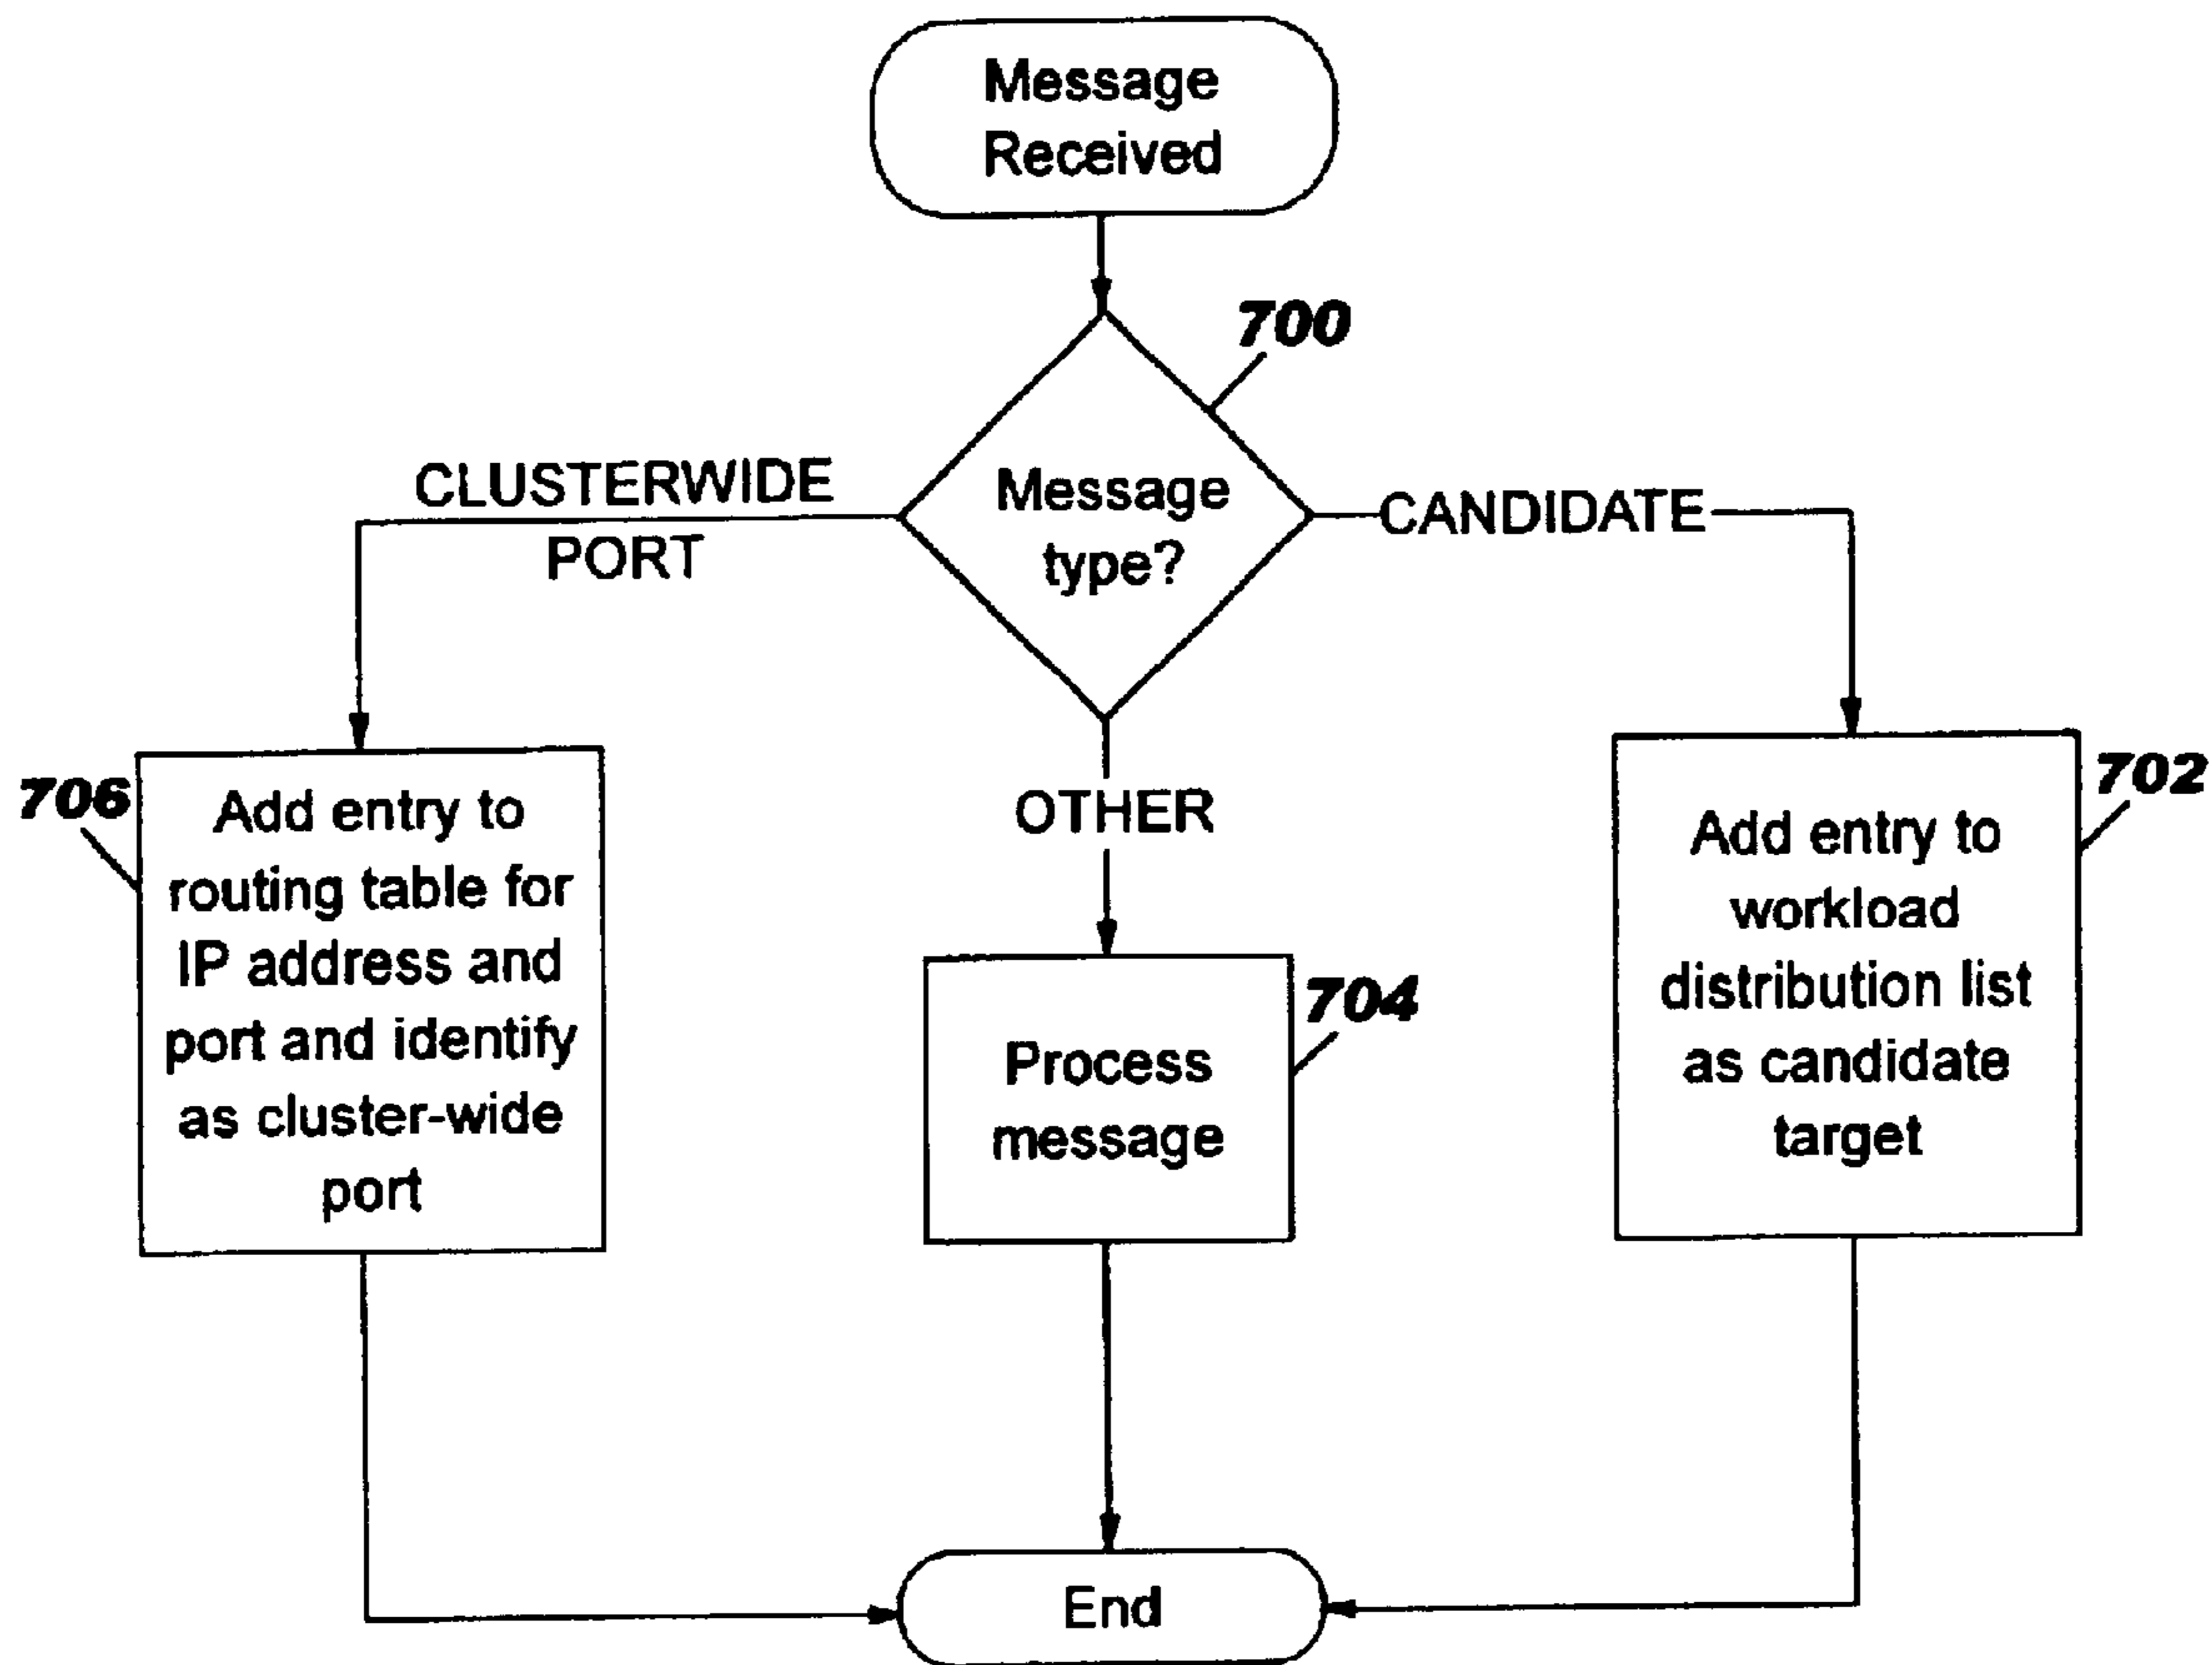 Message
Received
700
Message
type?
CLUSTERWIDE
PORT
CANDIDATE
OTHER
706
Add entry to
routing table for
IP address and
port and identify
as cluster-wide
port
704
Process
message
702
Add entry to
workload
distribution list
as candidate
target
End